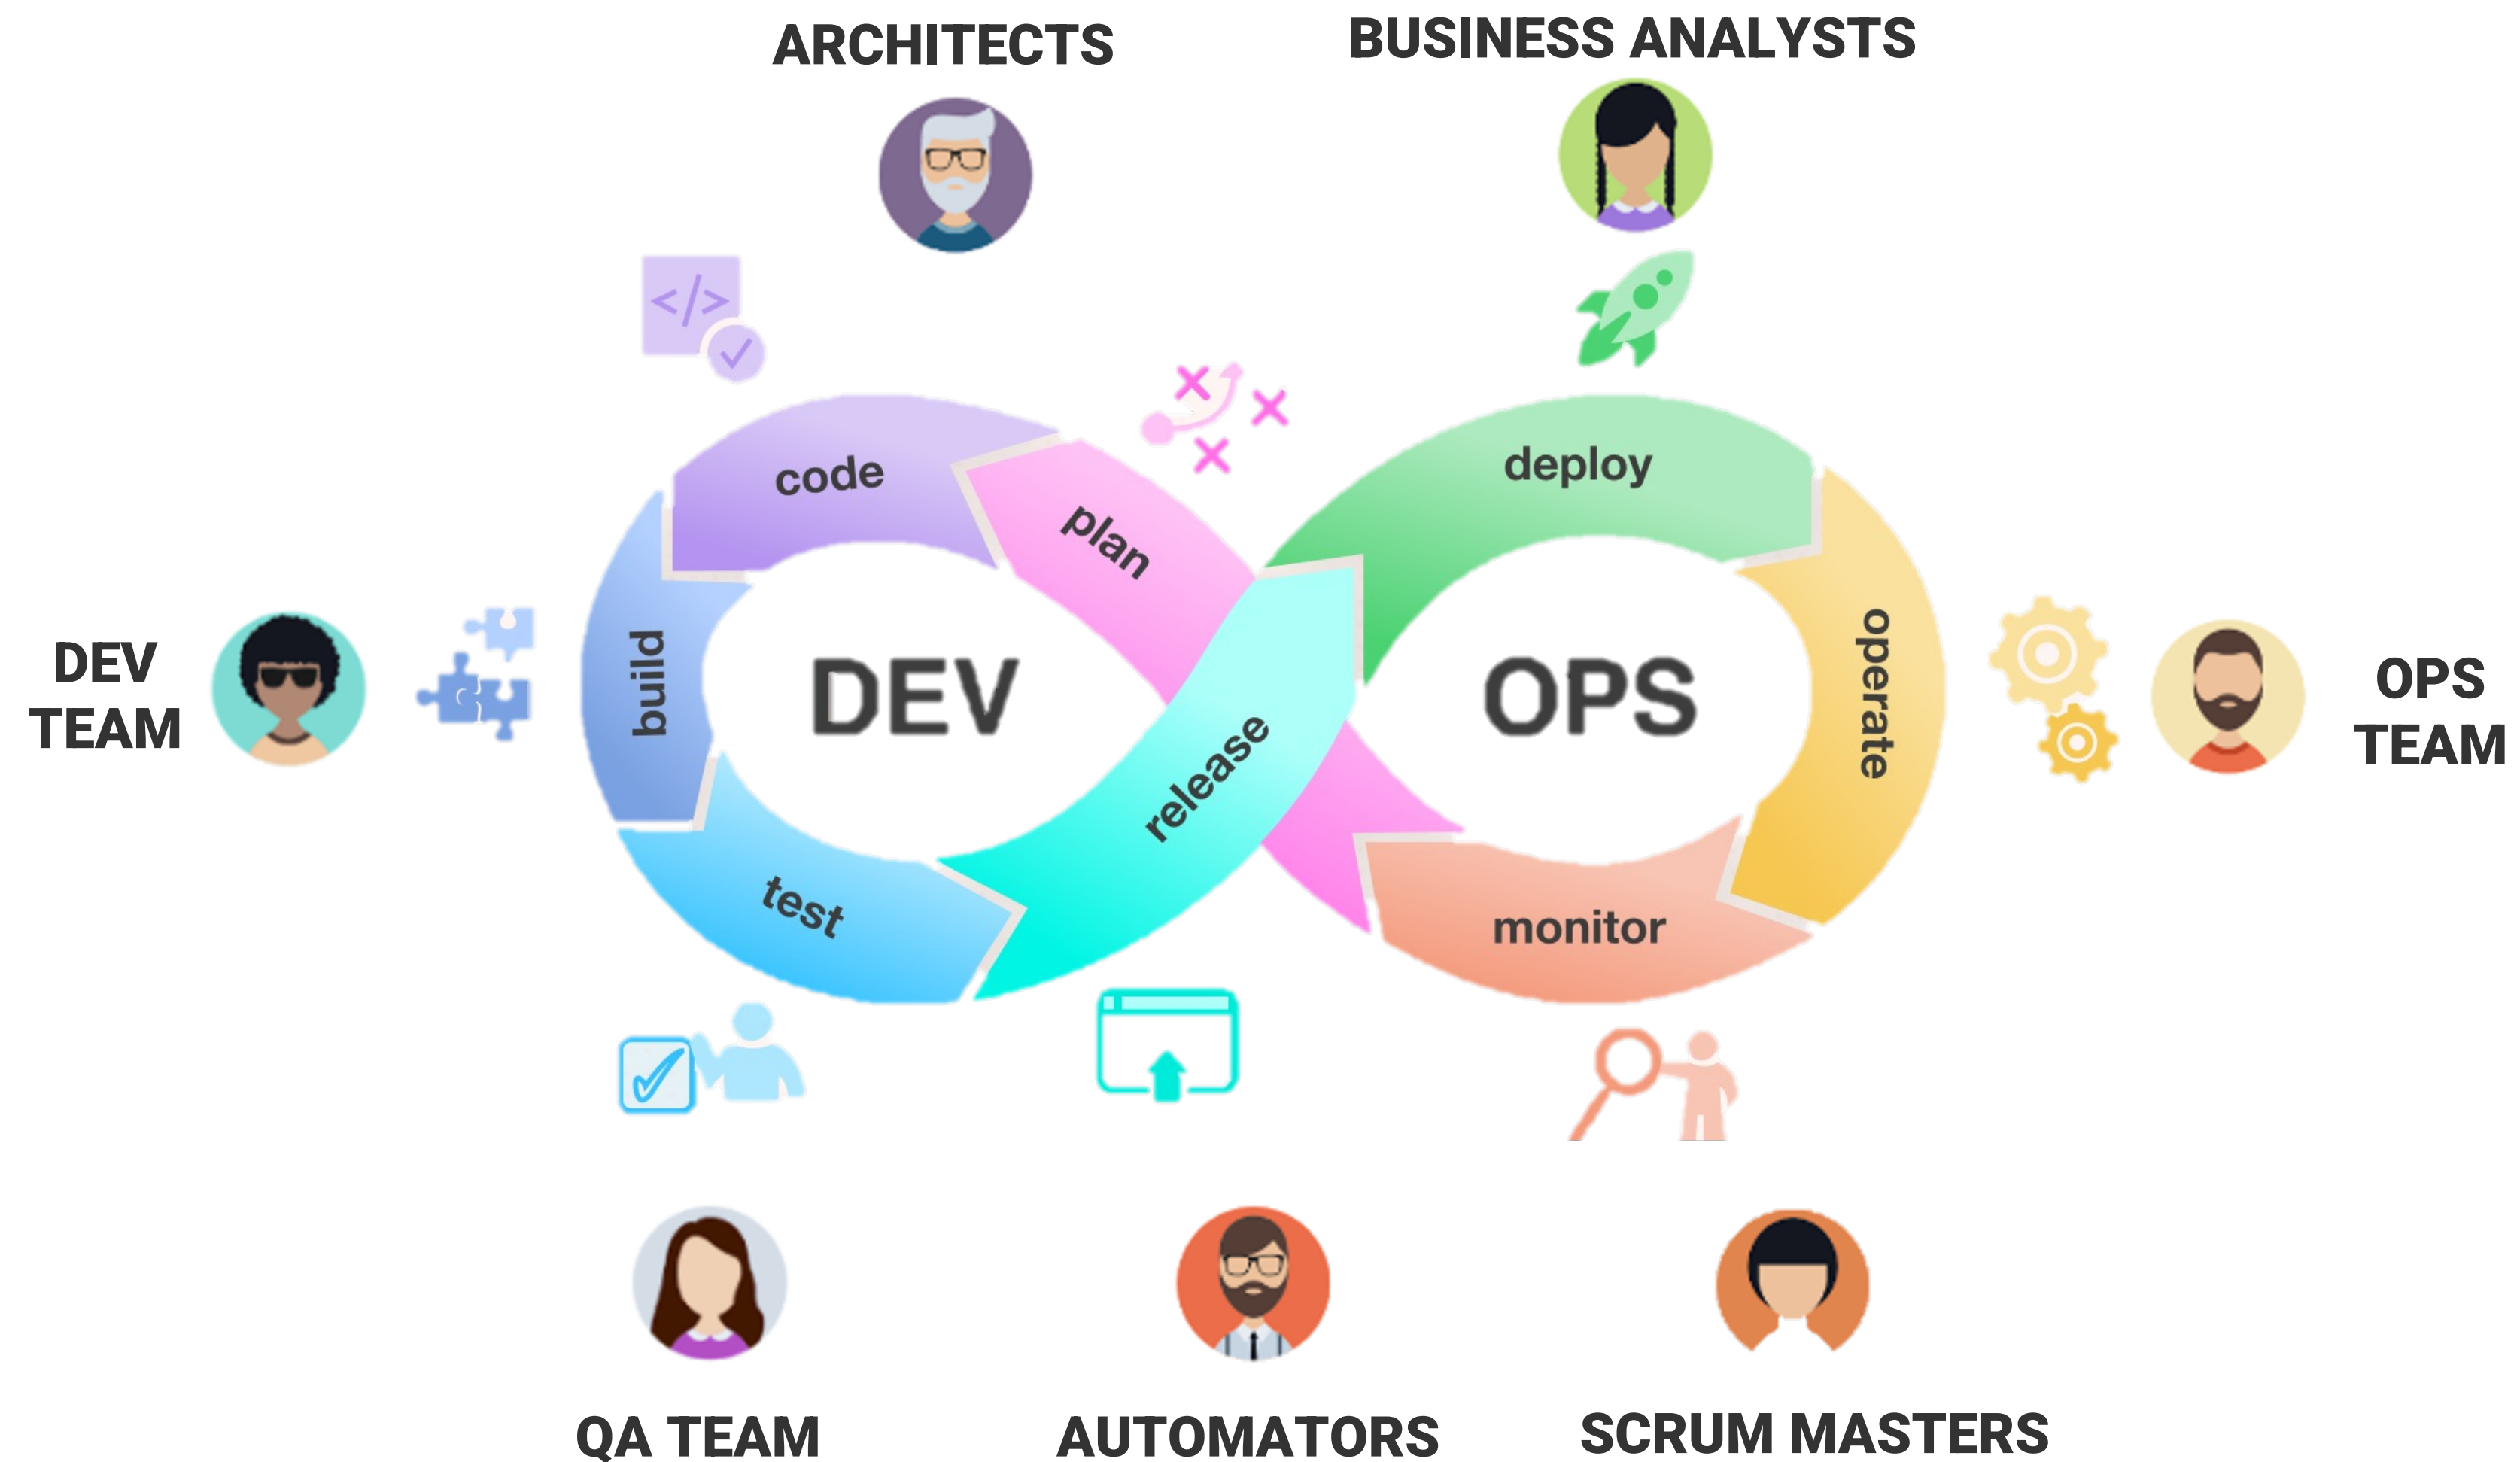 ARCHITECTS
BUSINESS ANALYSTS
</>
code
plan
deploy
DEV
TEAM
build
DEV
OPS
operate
OPS
TEAM
release
test
monitor
QA TEAM
AUTOMATORS
SCRUM MASTERS